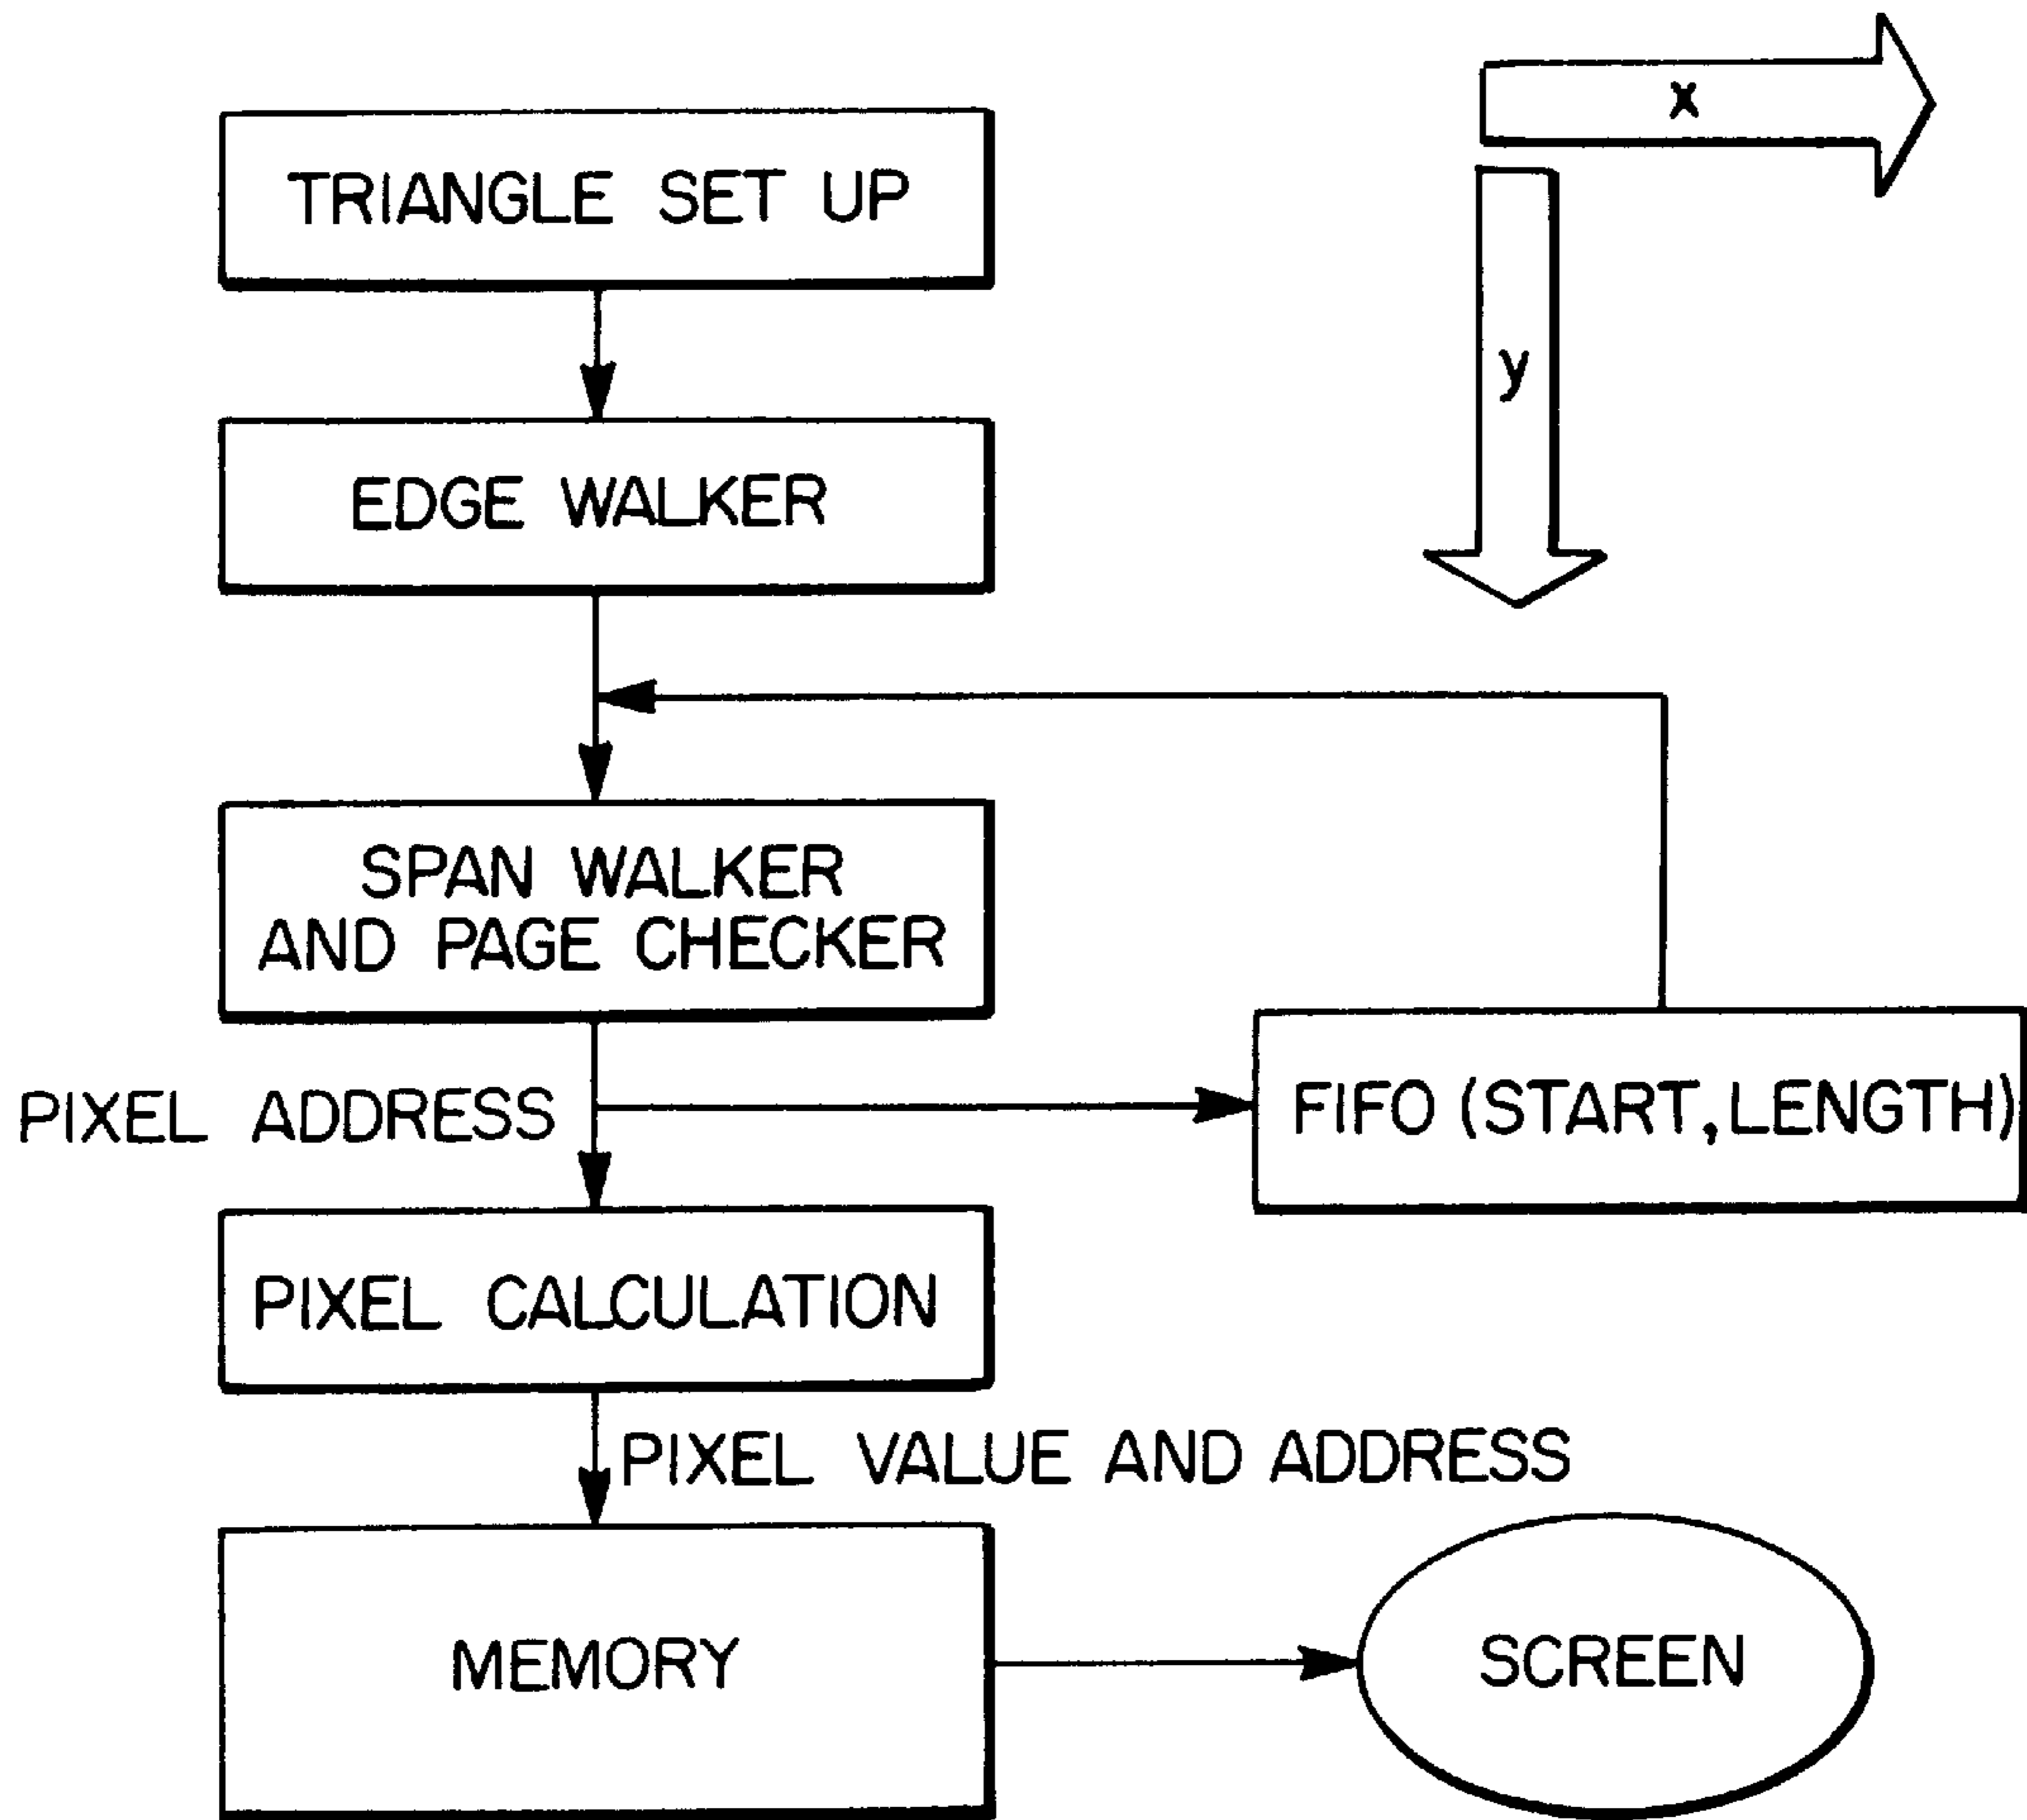 x
TRIANGLE SET UP
y
EDGE WALKER
SPAN WALKER
AND PAGE CHECKER
PIXEL ADDRESS
FIFO (START, LENGTH)
PIXEL CALCULATION
PIXEL VALUE AND ADDRESS
MEMORY
SCREEN